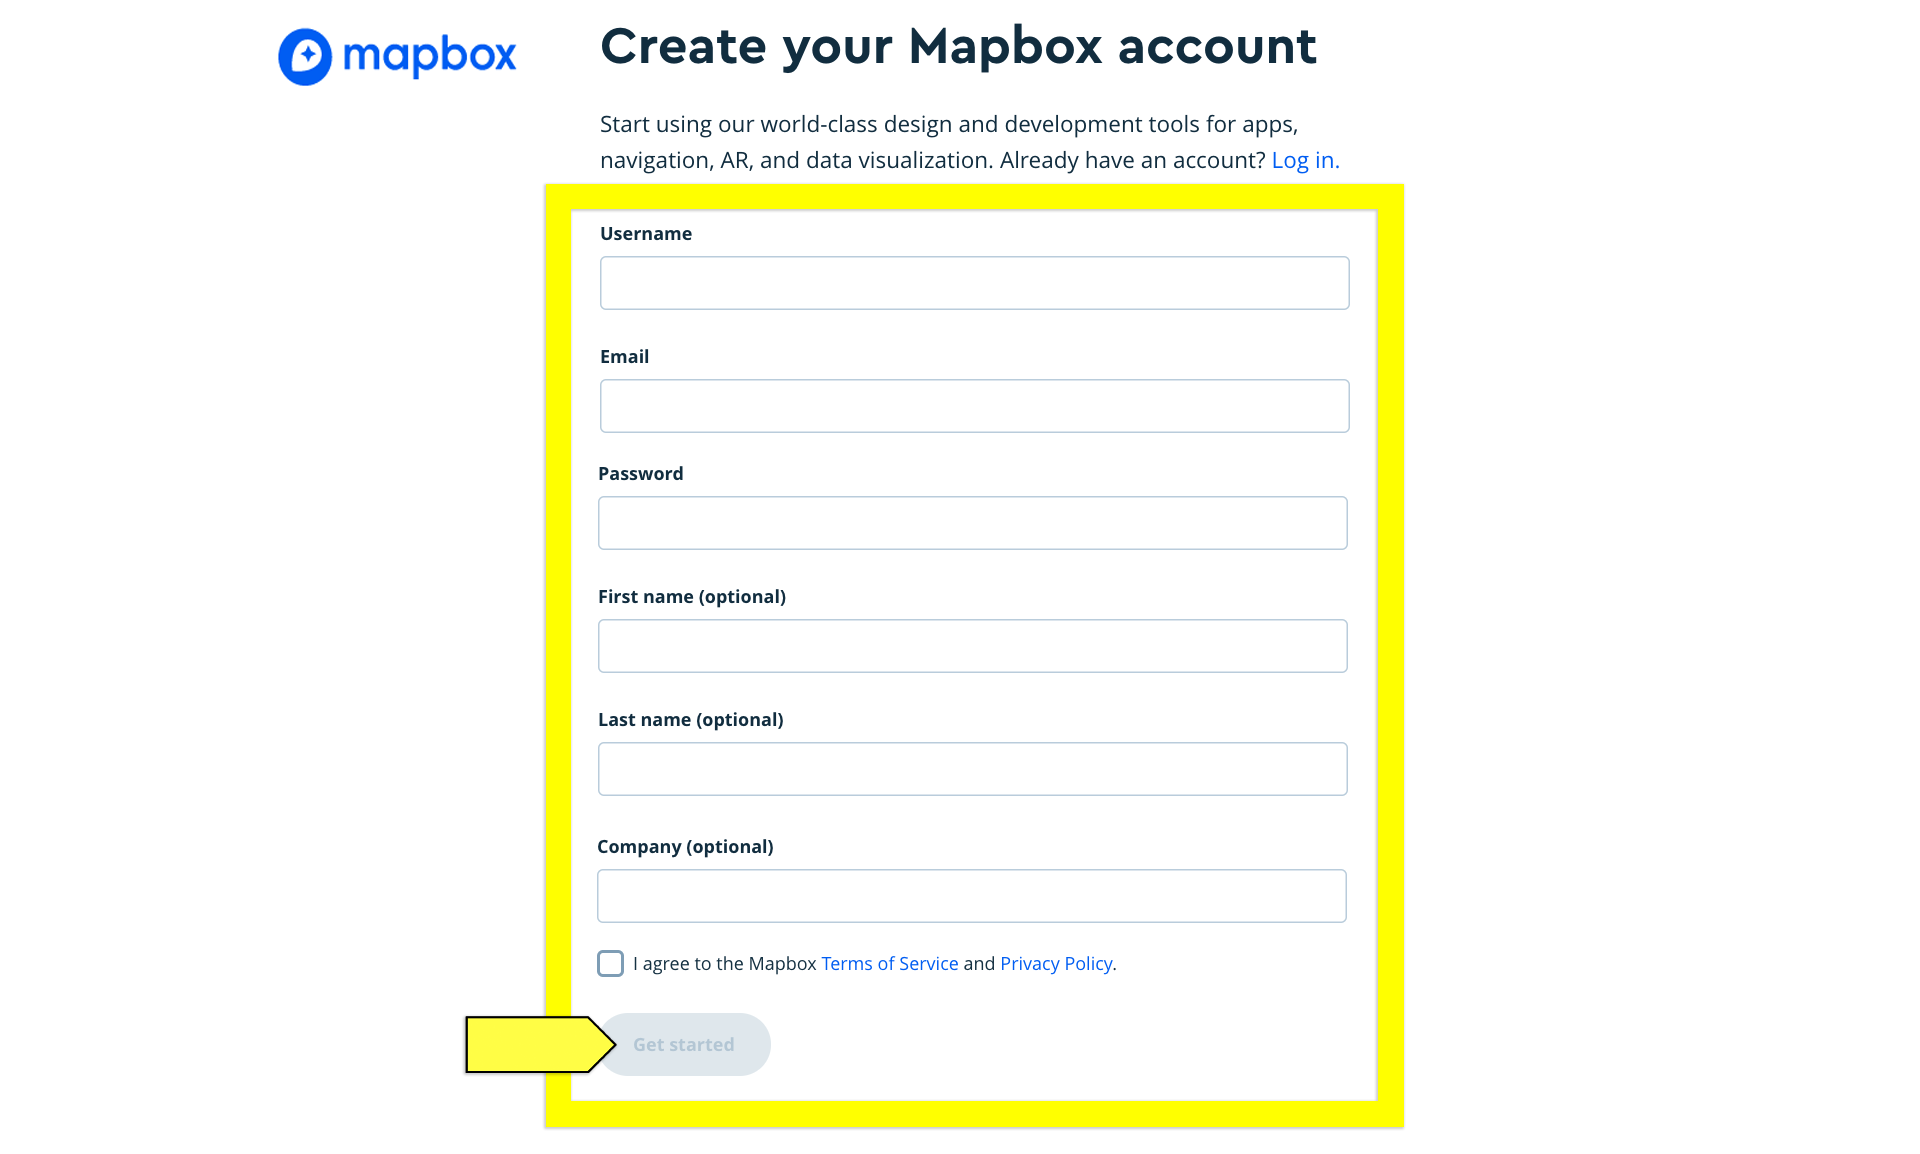 mapbox
Create your Mapbox account
Start using our world-class design and development tools for apps,
navigation, AR, and data visualization. Already have an account? Log in.
Username
Email
Password
First name (optional)
Last name (optional)
Company (optional)
I agree to the Mapbox Terms of Service and Privacy Policy.
Get started